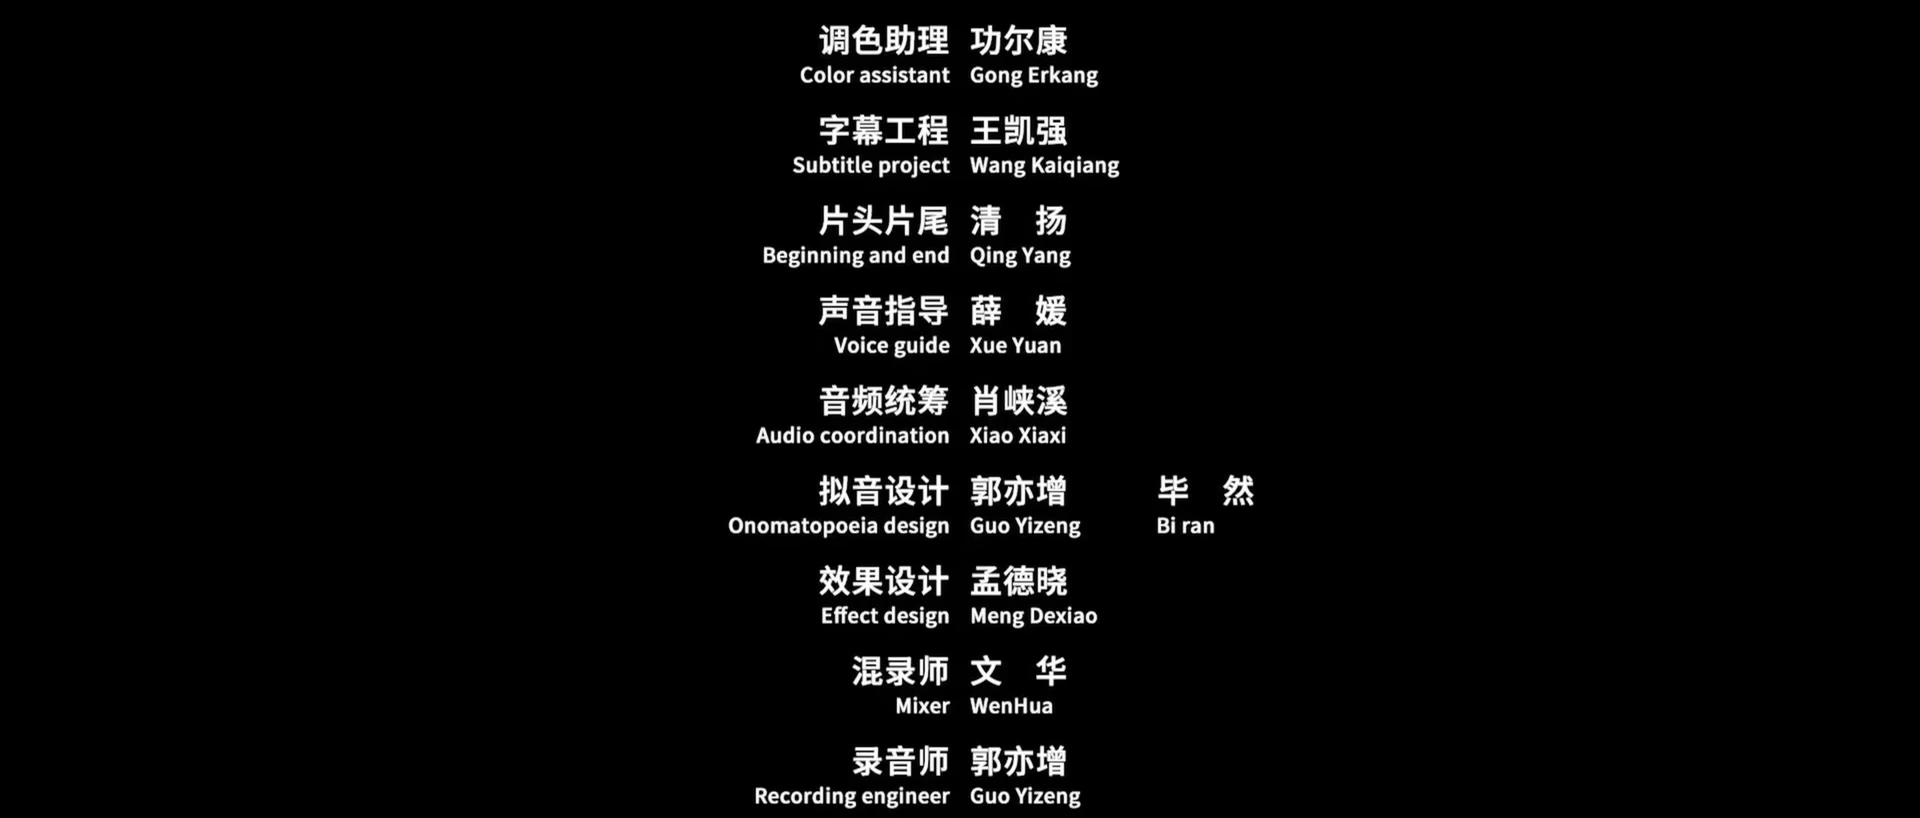 调色助理 功尔康
Color assistant Gong Erkang
字幕工程 王凯强
Subtitle project Wang Kaiqiang
片头片尾 清 扬
Beginning and end Qing Yang
声音指导 薛 媛
Voice guide Xue Yuan
音频统筹 肖峡溪
Audio coordination Xiao Xiaxi
拟音设计 郭亦增 毕 然
Onomatopoeia design Guo Yizeng Bi ran
效果设计 孟德晓
Effect design Meng Dexiao
混录师 文 华
Mixer WenHua
录音师 郭亦增
Recording engineer Guo Yizeng